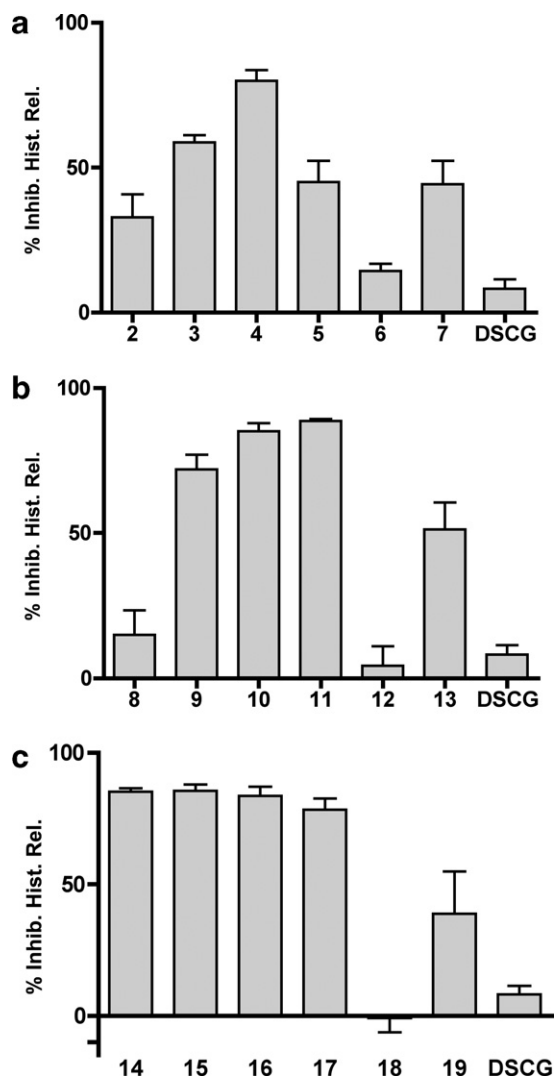 a
% Inhib. Hist. Rel.
100
50
0
2 3 4 5 6 7 DSCG
b
% Inhib. Hist. Rel.
100
50
0
8 9 10 11 12 13 DSCG
c
% Inhib. Hist. Rel.
100
50
0
14 15 16 17 18 19 DSCG